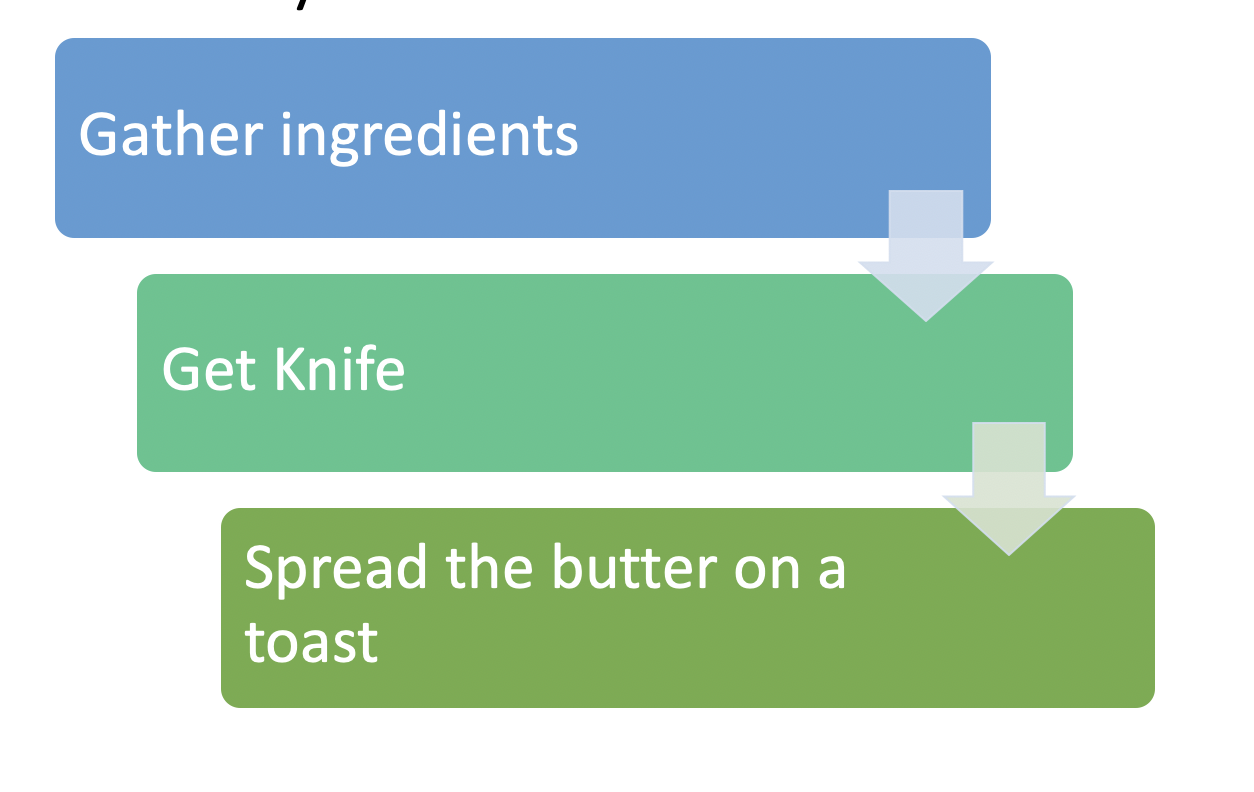 Gather ingredients
Get Knife
Spread the butter on a
toast